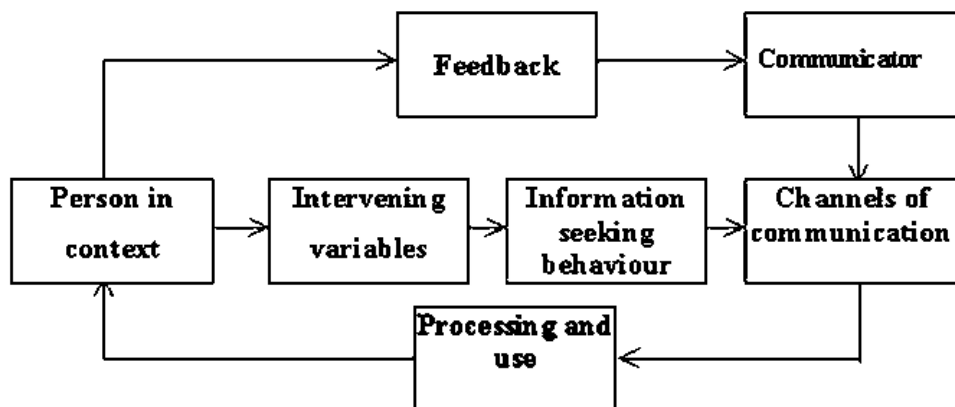 Feedback
Communicator
Person in
context
Intervening
variables
Information
seeking
behaviour
Channels of
communication
Processing and
use